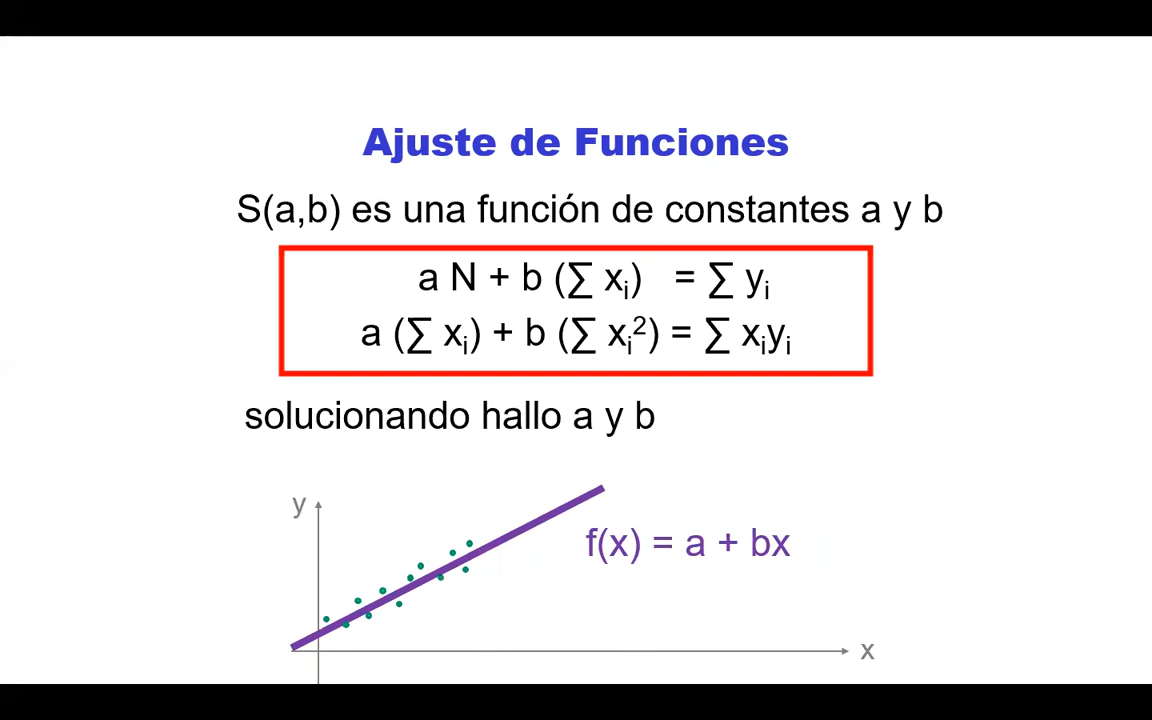 Ajuste de Funciones
S(a,b) es una función de constantes a y b
a N + b (∑ xᵢ) = ∑ yᵢ
a (∑ xᵢ) + b (∑ xᵢ²) = ∑ xᵢyᵢ
solucionando hallo a y b
y
f(x) = a + bx
x